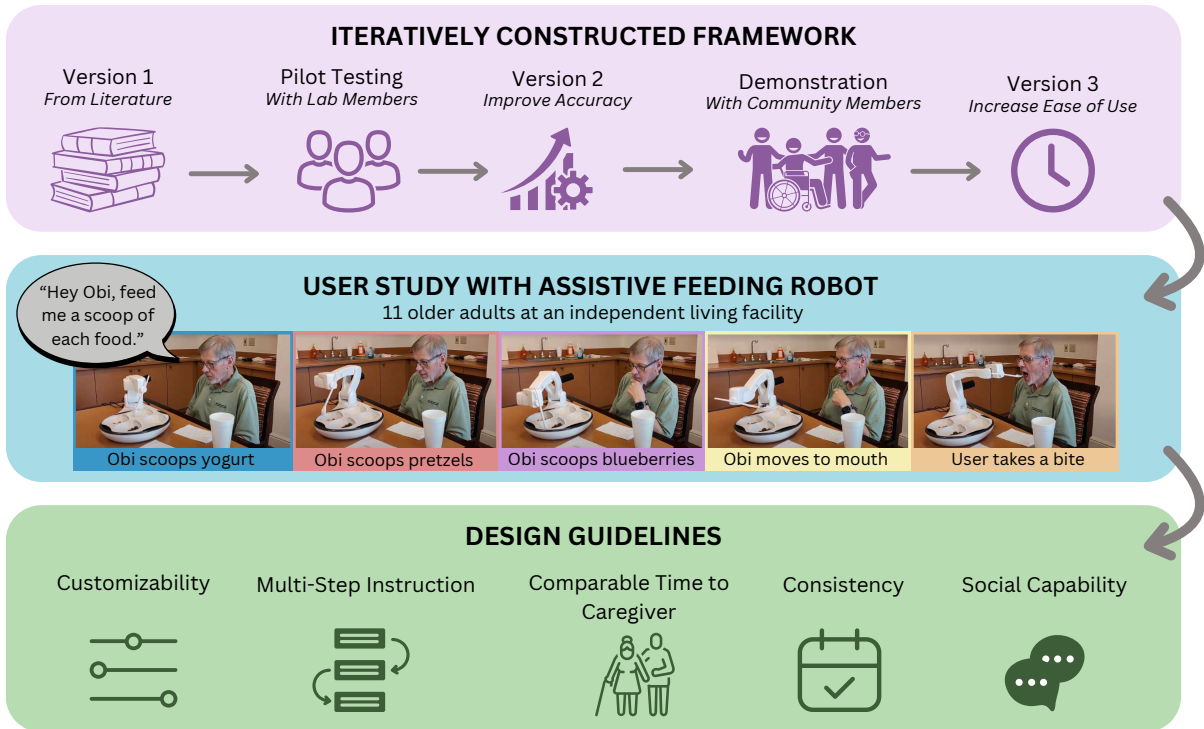 ITERATIVELY CONSTRUCTED FRAMEWORK
Version 1
From Literature
Pilot Testing
With Lab Members
Version 2
Improve Accuracy
Demonstration
With Community Members
Version 3
Increase Ease of Use
USER STUDY WITH ASSISTIVE FEEDING ROBOT
11 older adults at an independent living facility
“Hey Obi, feed
me a scoop of
each food.”
Obi scoops yogurt
Obi scoops pretzels
Obi scoops blueberries
Obi moves to mouth
User takes a bite
DESIGN GUIDELINES
Customizability
Multi-Step Instruction
Comparable Time to
Caregiver
Consistency
Social Capability